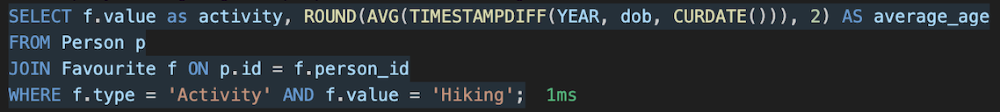 SELECT f.value as activity, ROUND(AVG(TIMESTAMPDIFF(YEAR, dob, CURDATE())), 2) AS average_age
FROM Person p
JOIN Favourite f ON p.id = f.person_id
WHERE f.type = 'Activity' AND f.value = 'Hiking'; 1ms